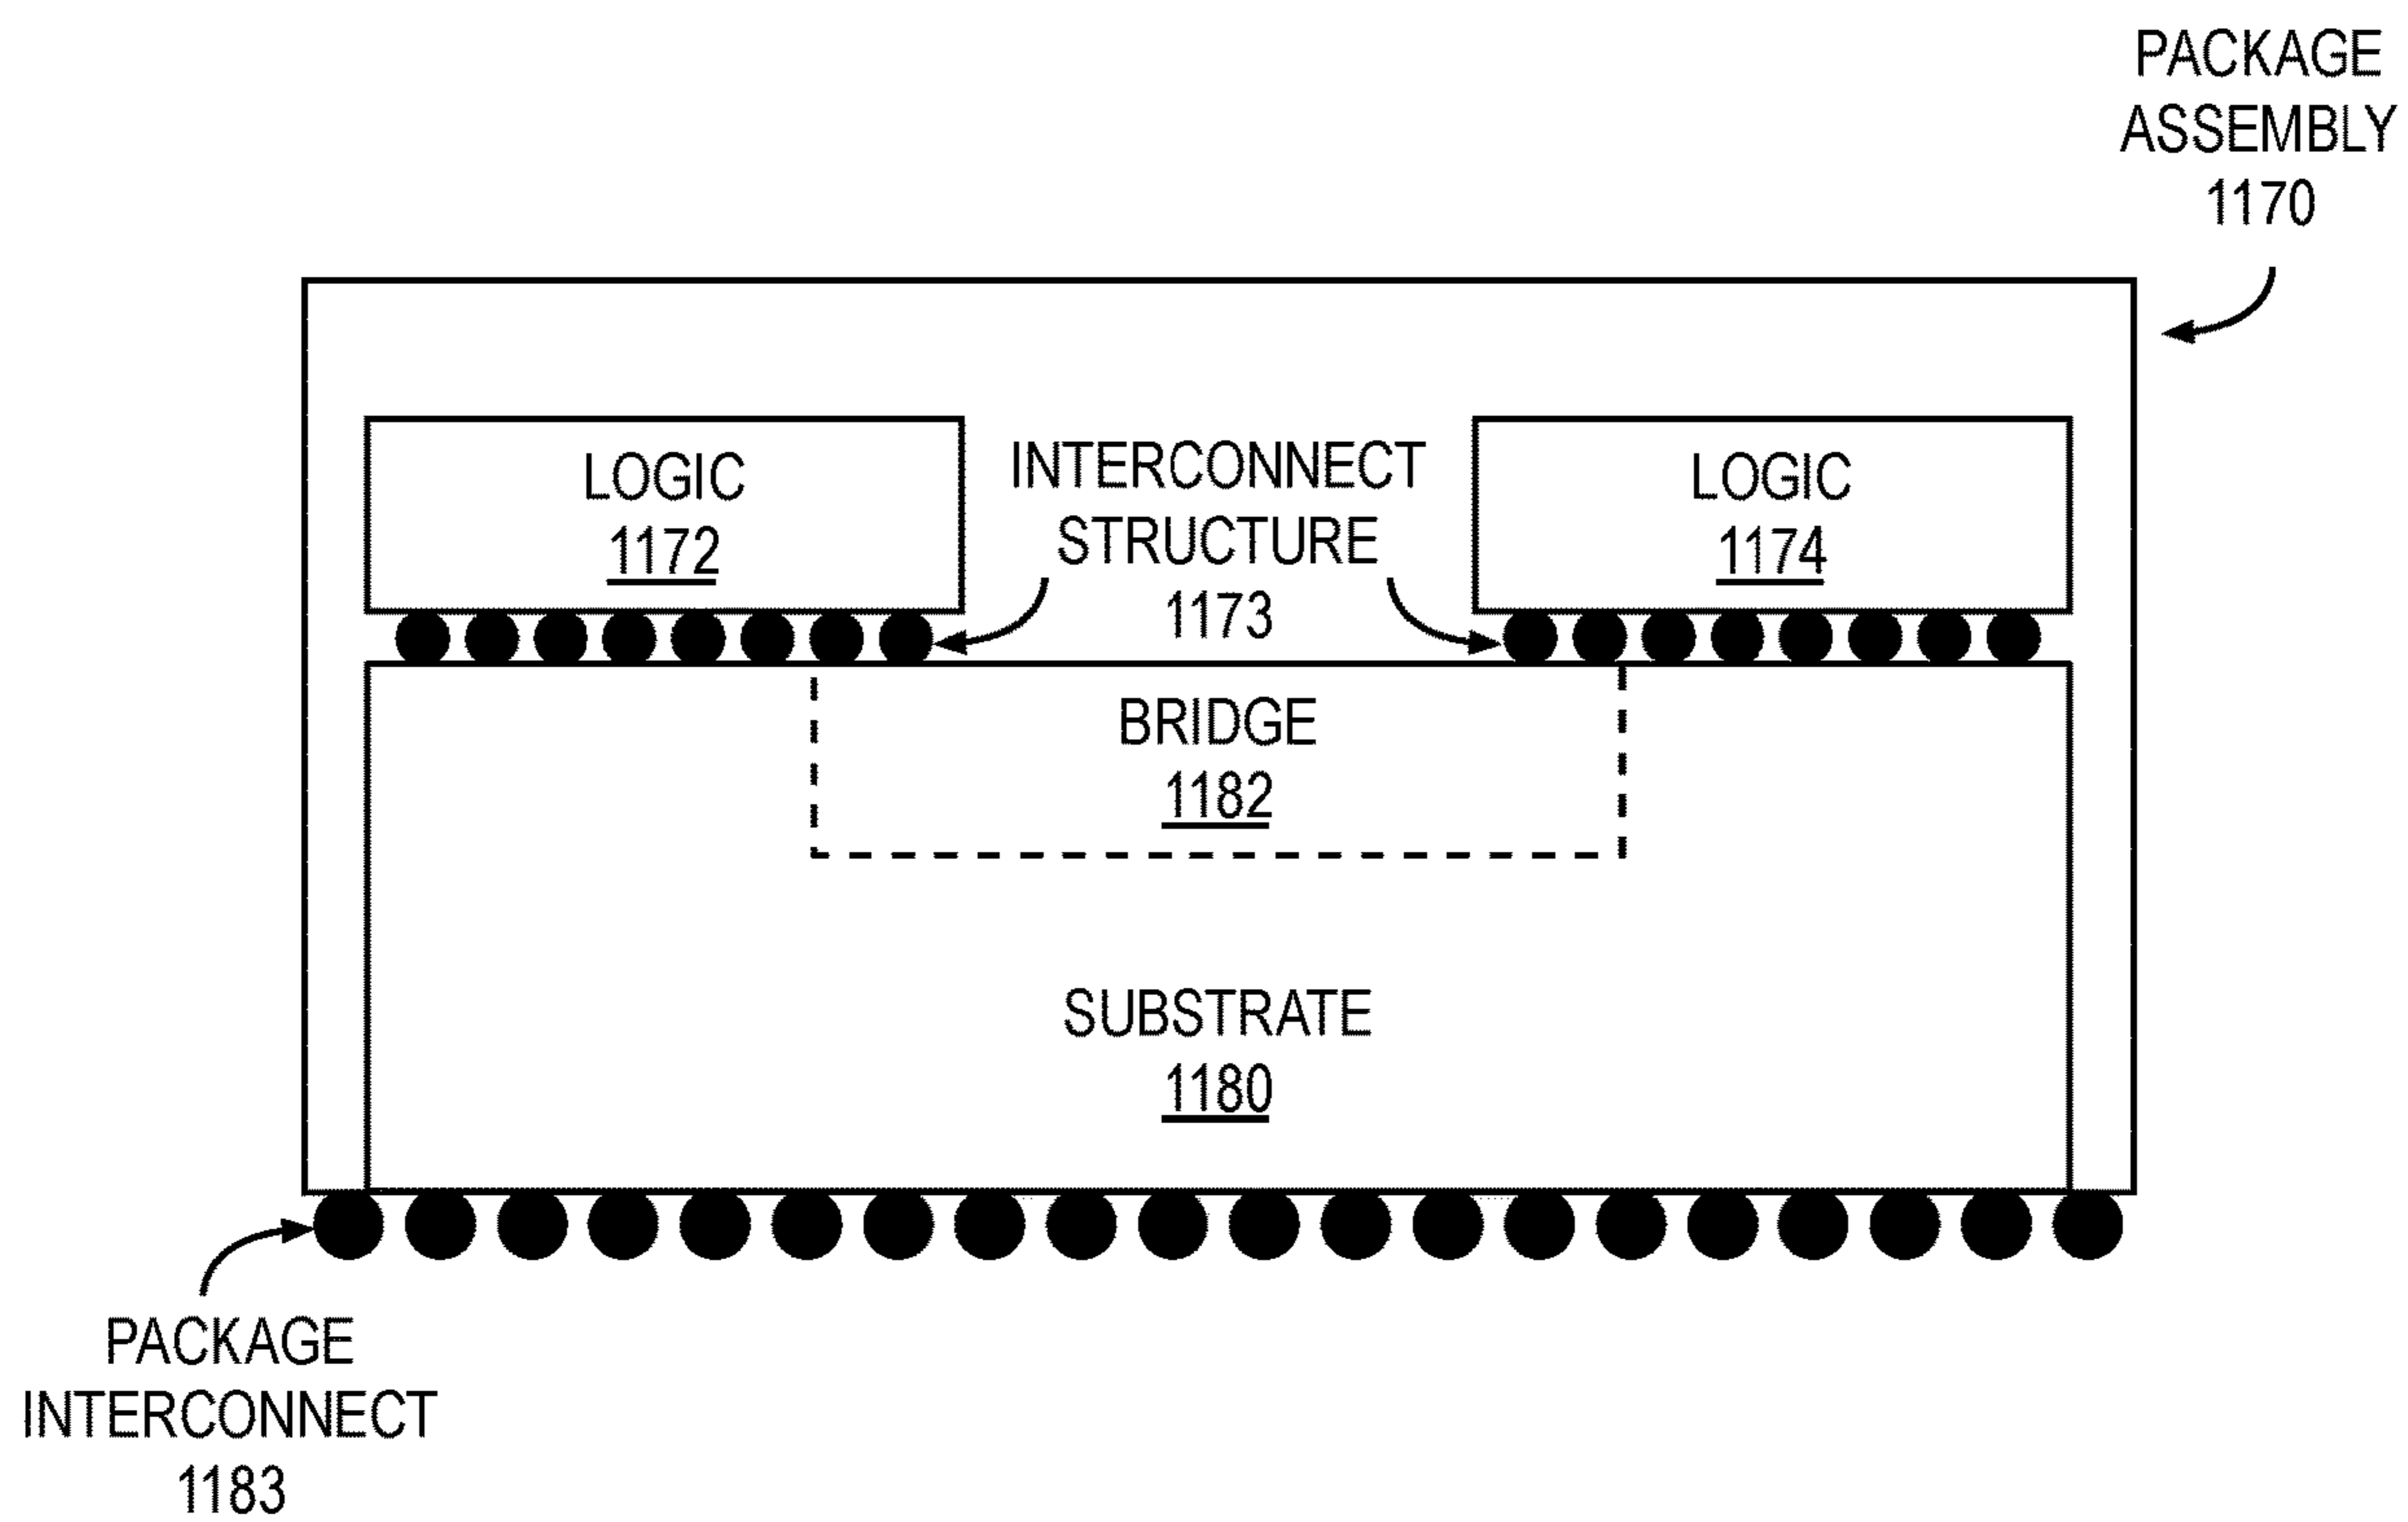 PACKAGE
ASSEMBLY
1170
LOGIC
1172
INTERCONNECT
STRUCTURE
1173
LOGIC
1174
BRIDGE
1182
SUBSTRATE
1180
PACKAGE
INTERCONNECT
1183